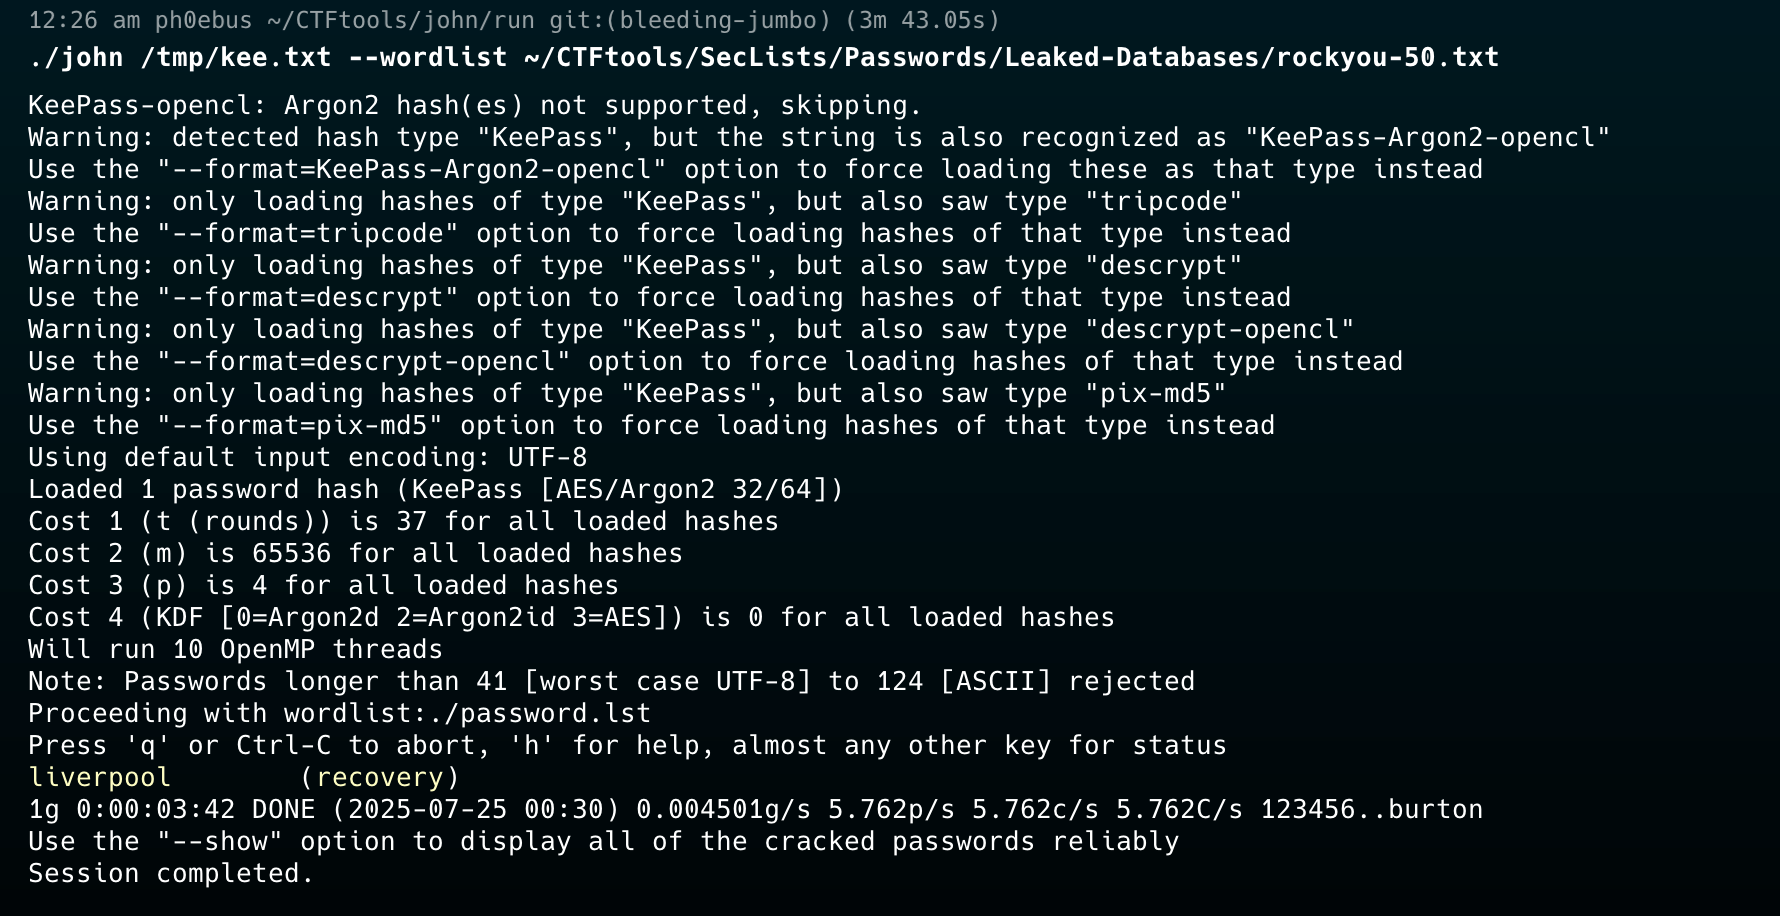 12:26 am ph0ebus ~/CTFtools/john/run git:(bleeding-jumbo) (3m 43.05s)
./john /tmp/kee.txt --wordlist ~/CTFtools/SecLists/Passwords/Leaked-Databases/rockyou-50.txt
KeePass-opencl: Argon2 hash(es) not supported, skipping.
Warning: detected hash type "KeePass", but the string is also recognized as "KeePass-Argon2-opencl"
Use the "--format=KeePass-Argon2-opencl" option to force loading these as that type instead
Warning: only loading hashes of type "KeePass", but also saw type "tripcode"
Use the "--format=tripcode" option to force loading hashes of that type instead
Warning: only loading hashes of type "KeePass", but also saw type "descrypt"
Use the "--format=descrypt" option to force loading hashes of that type instead
Warning: only loading hashes of type "KeePass", but also saw type "descrypt-opencl"
Use the "--format=descrypt-opencl" option to force loading hashes of that type instead
Warning: only loading hashes of type "KeePass", but also saw type "pix-md5"
Use the "--format=pix-md5" option to force loading hashes of that type instead
Using default input encoding: UTF-8
Loaded 1 password hash (KeePass [AES/Argon2 32/64])
Cost 1 (t (rounds)) is 37 for all loaded hashes
Cost 2 (m) is 65536 for all loaded hashes
Cost 3 (p) is 4 for all loaded hashes
Cost 4 (KDF [0=Argon2d 2=Argon2id 3=AES]) is 0 for all loaded hashes
Will run 10 OpenMP threads
Note: Passwords longer than 41 [worst case UTF-8] to 124 [ASCII] rejected
Proceeding with wordlist:./password.lst
Press 'q' or Ctrl-C to abort, 'h' for help, almost any other key for status
liverpool        (recovery)
1g 0:00:03:42 DONE (2025-07-25 00:30) 0.004501g/s 5.762p/s 5.762c/s 5.762C/s 123456..burton
Use the "--show" option to display all of the cracked passwords reliably
Session completed.